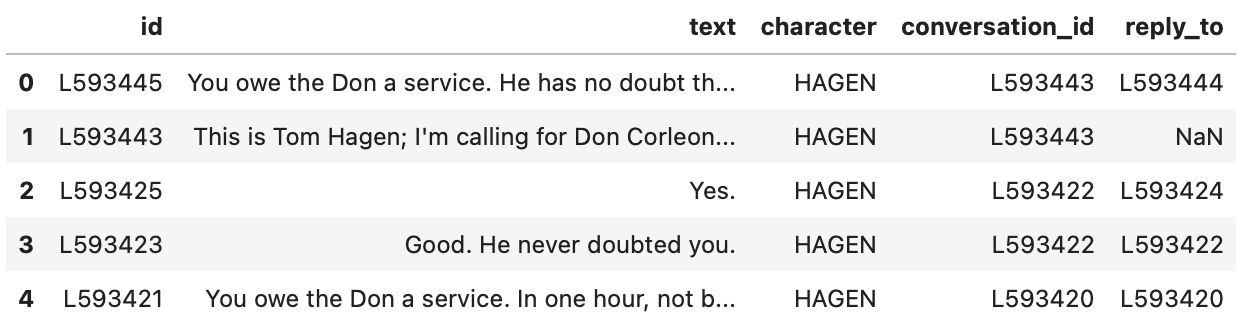 id text character conversation_id reply_to
0 L593445 You owe the Don a service. He has no doubt th... HAGEN L593443 L593444
1 L593443 This is Tom Hagen; I'm calling for Don Corleon... HAGEN L593443 NaN
2 L593425 Yes. HAGEN L593422 L593424
3 L593423 Good. He never doubted you. HAGEN L593422 L593422
4 L593421 You owe the Don a service. In one hour, not b... HAGEN L593420 L593420